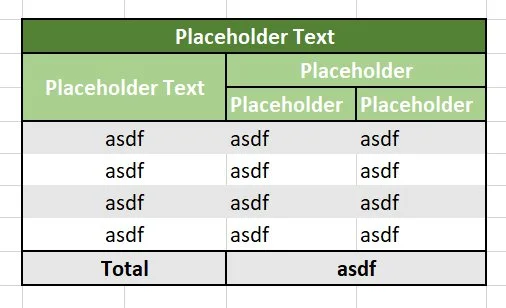 Placeholder Text
Placeholder Text Placeholder
Placeholder Placeholder
asdf asdf asdf
asdf asdf asdf
asdf asdf asdf
asdf asdf asdf
Total asdf